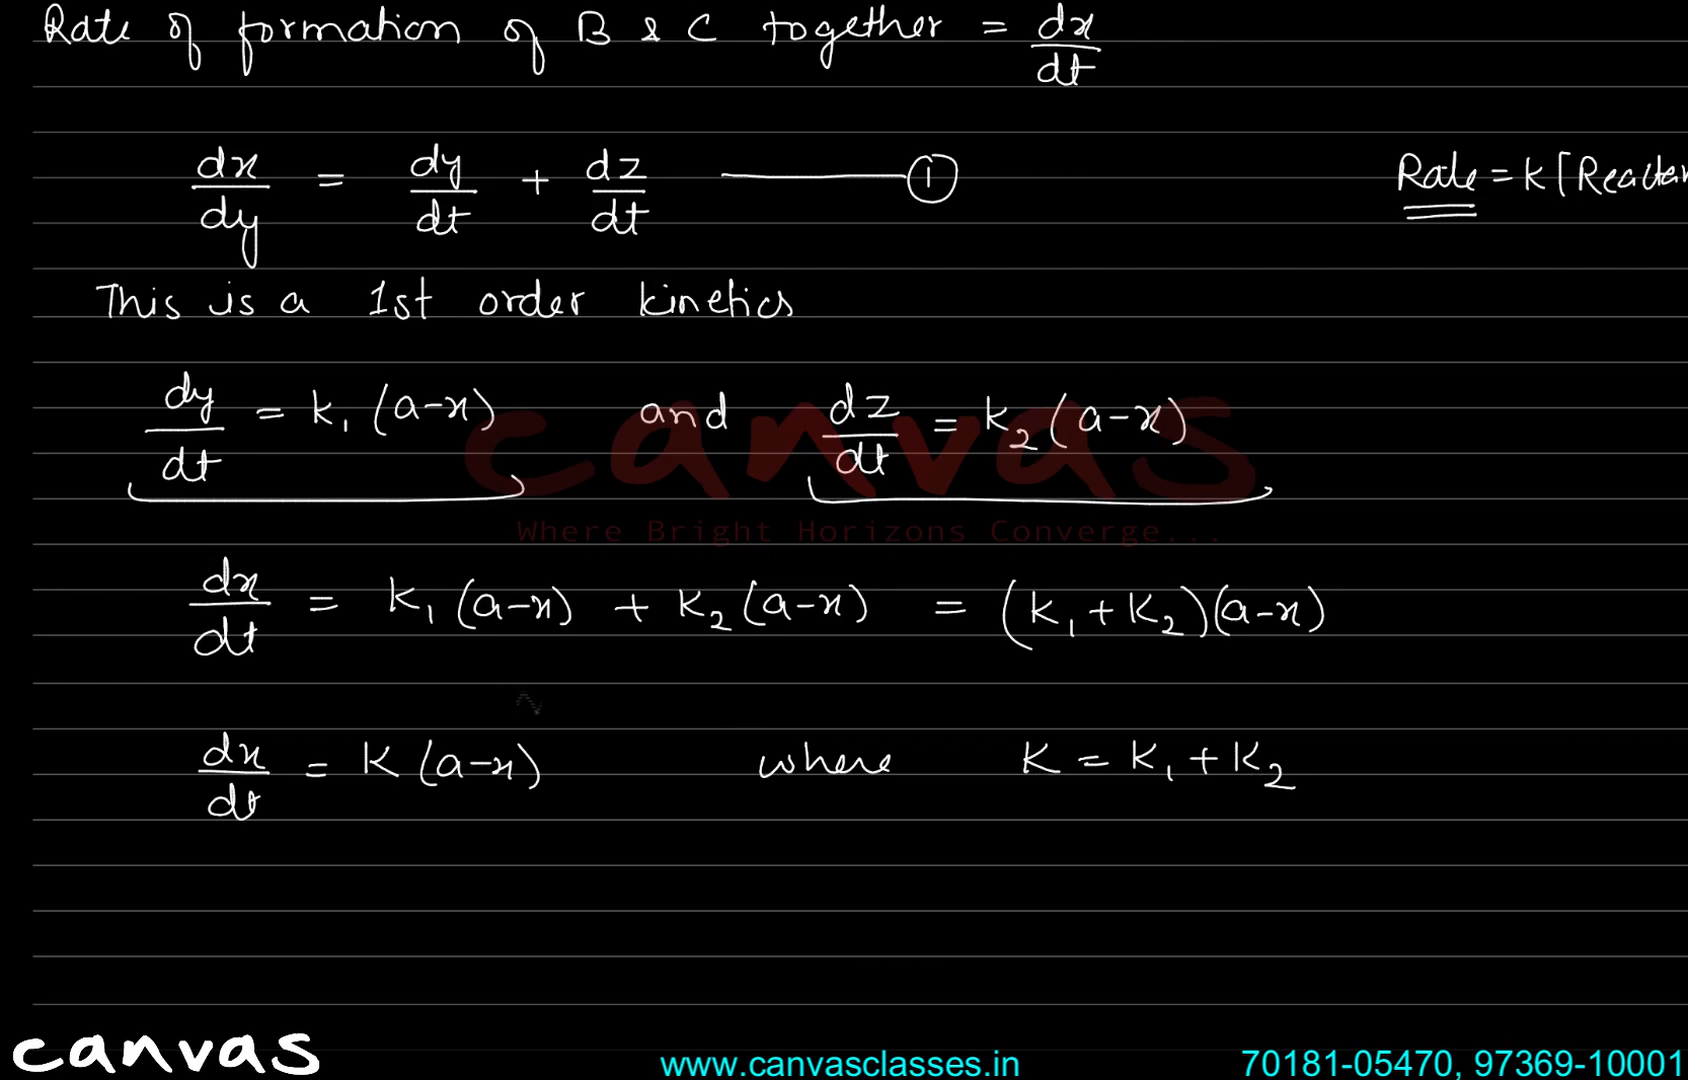 Rate of formation of B & C together = dx/dt
dx/dy = dy/dt + dz/dt ——— ①
Rate = k [Reactan
This is a 1st order kinetics
dy/dt = k₁ (a-x) and dz/dt = k₂ (a-x)
canvas
Where Bright Horizons Converge...
dx/dt = k₁ (a-x) + k₂ (a-x) = (k₁ + k₂)(a-x)
dx/dt = K (a-x) where K = K₁ + K₂
canvas
www.canvasclasses.in
70181-05470, 97369-10001